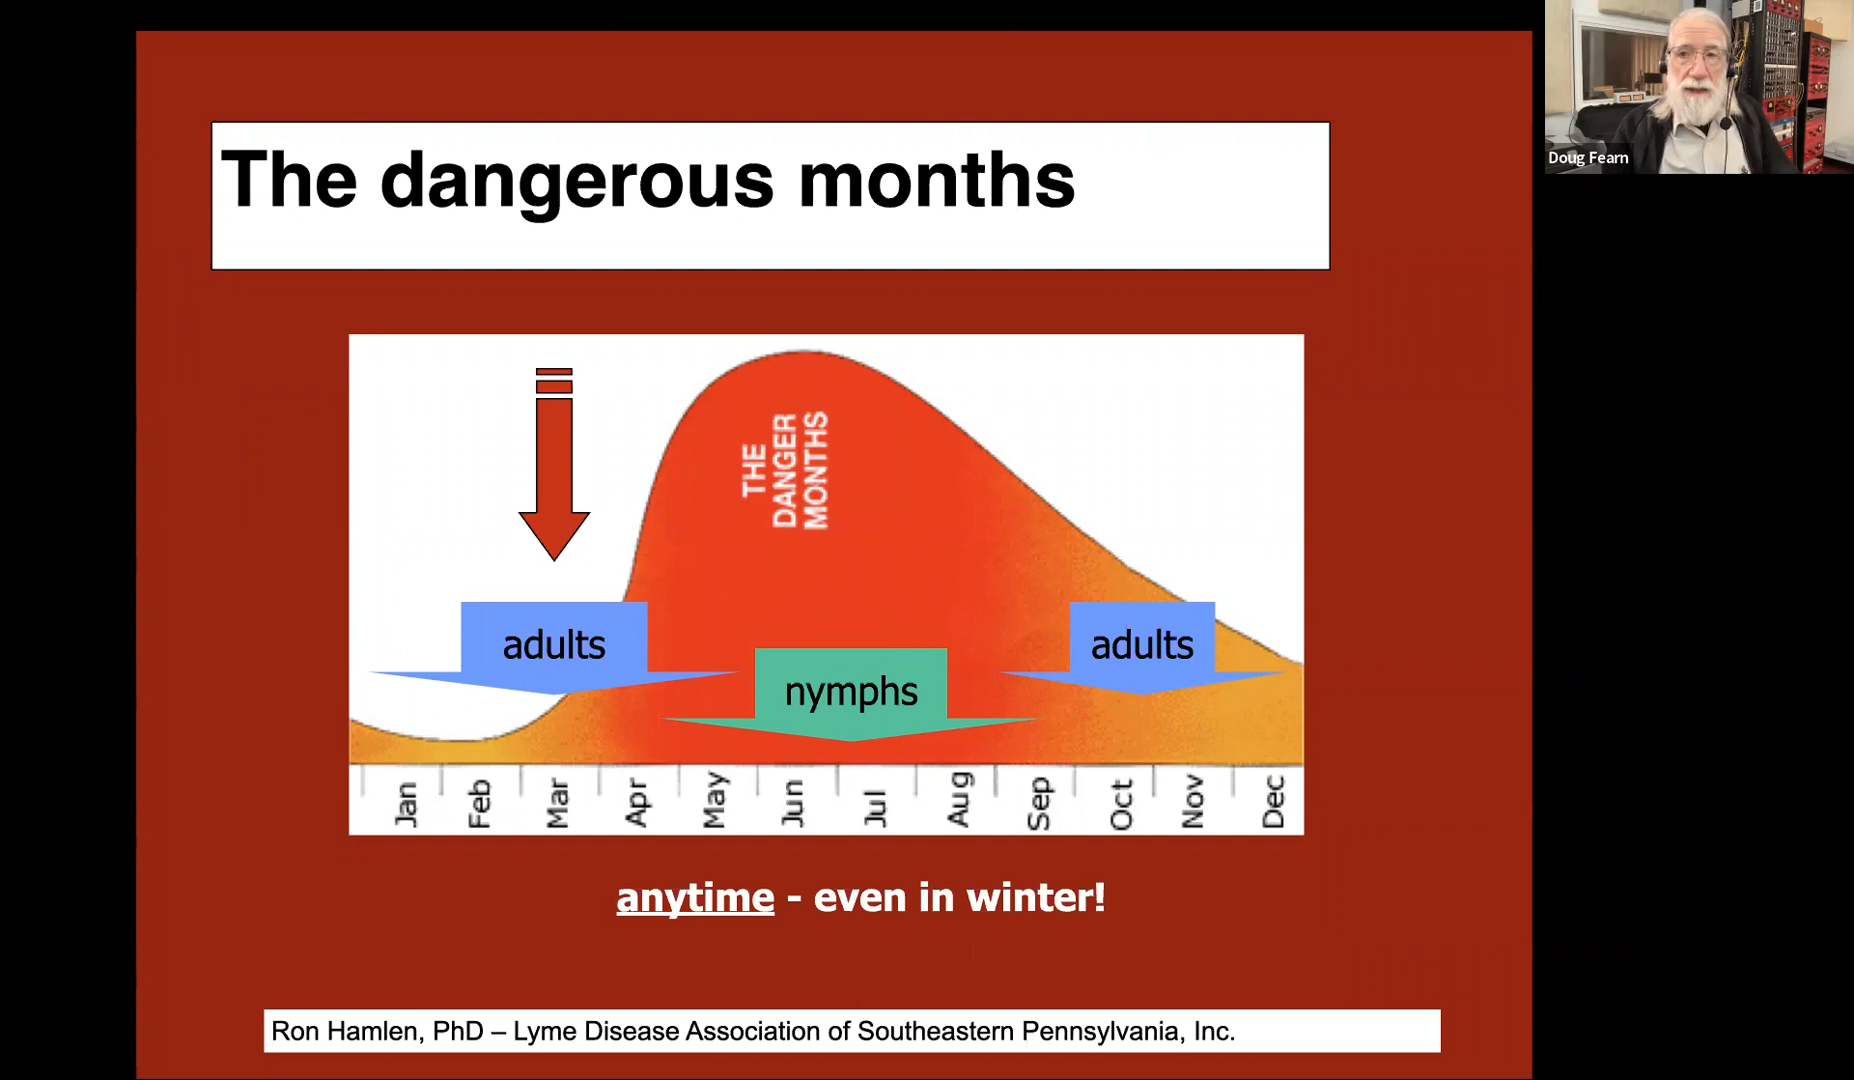 The dangerous months
Doug Fearn
THE
DANGER
MONTHS
adults
adults
nymphs
Jan Feb Mar Apr May Jun Jul Aug Sep Oct Nov Dec
anytime - even in winter!
Ron Hamlen, PhD – Lyme Disease Association of Southeastern Pennsylvania, Inc.